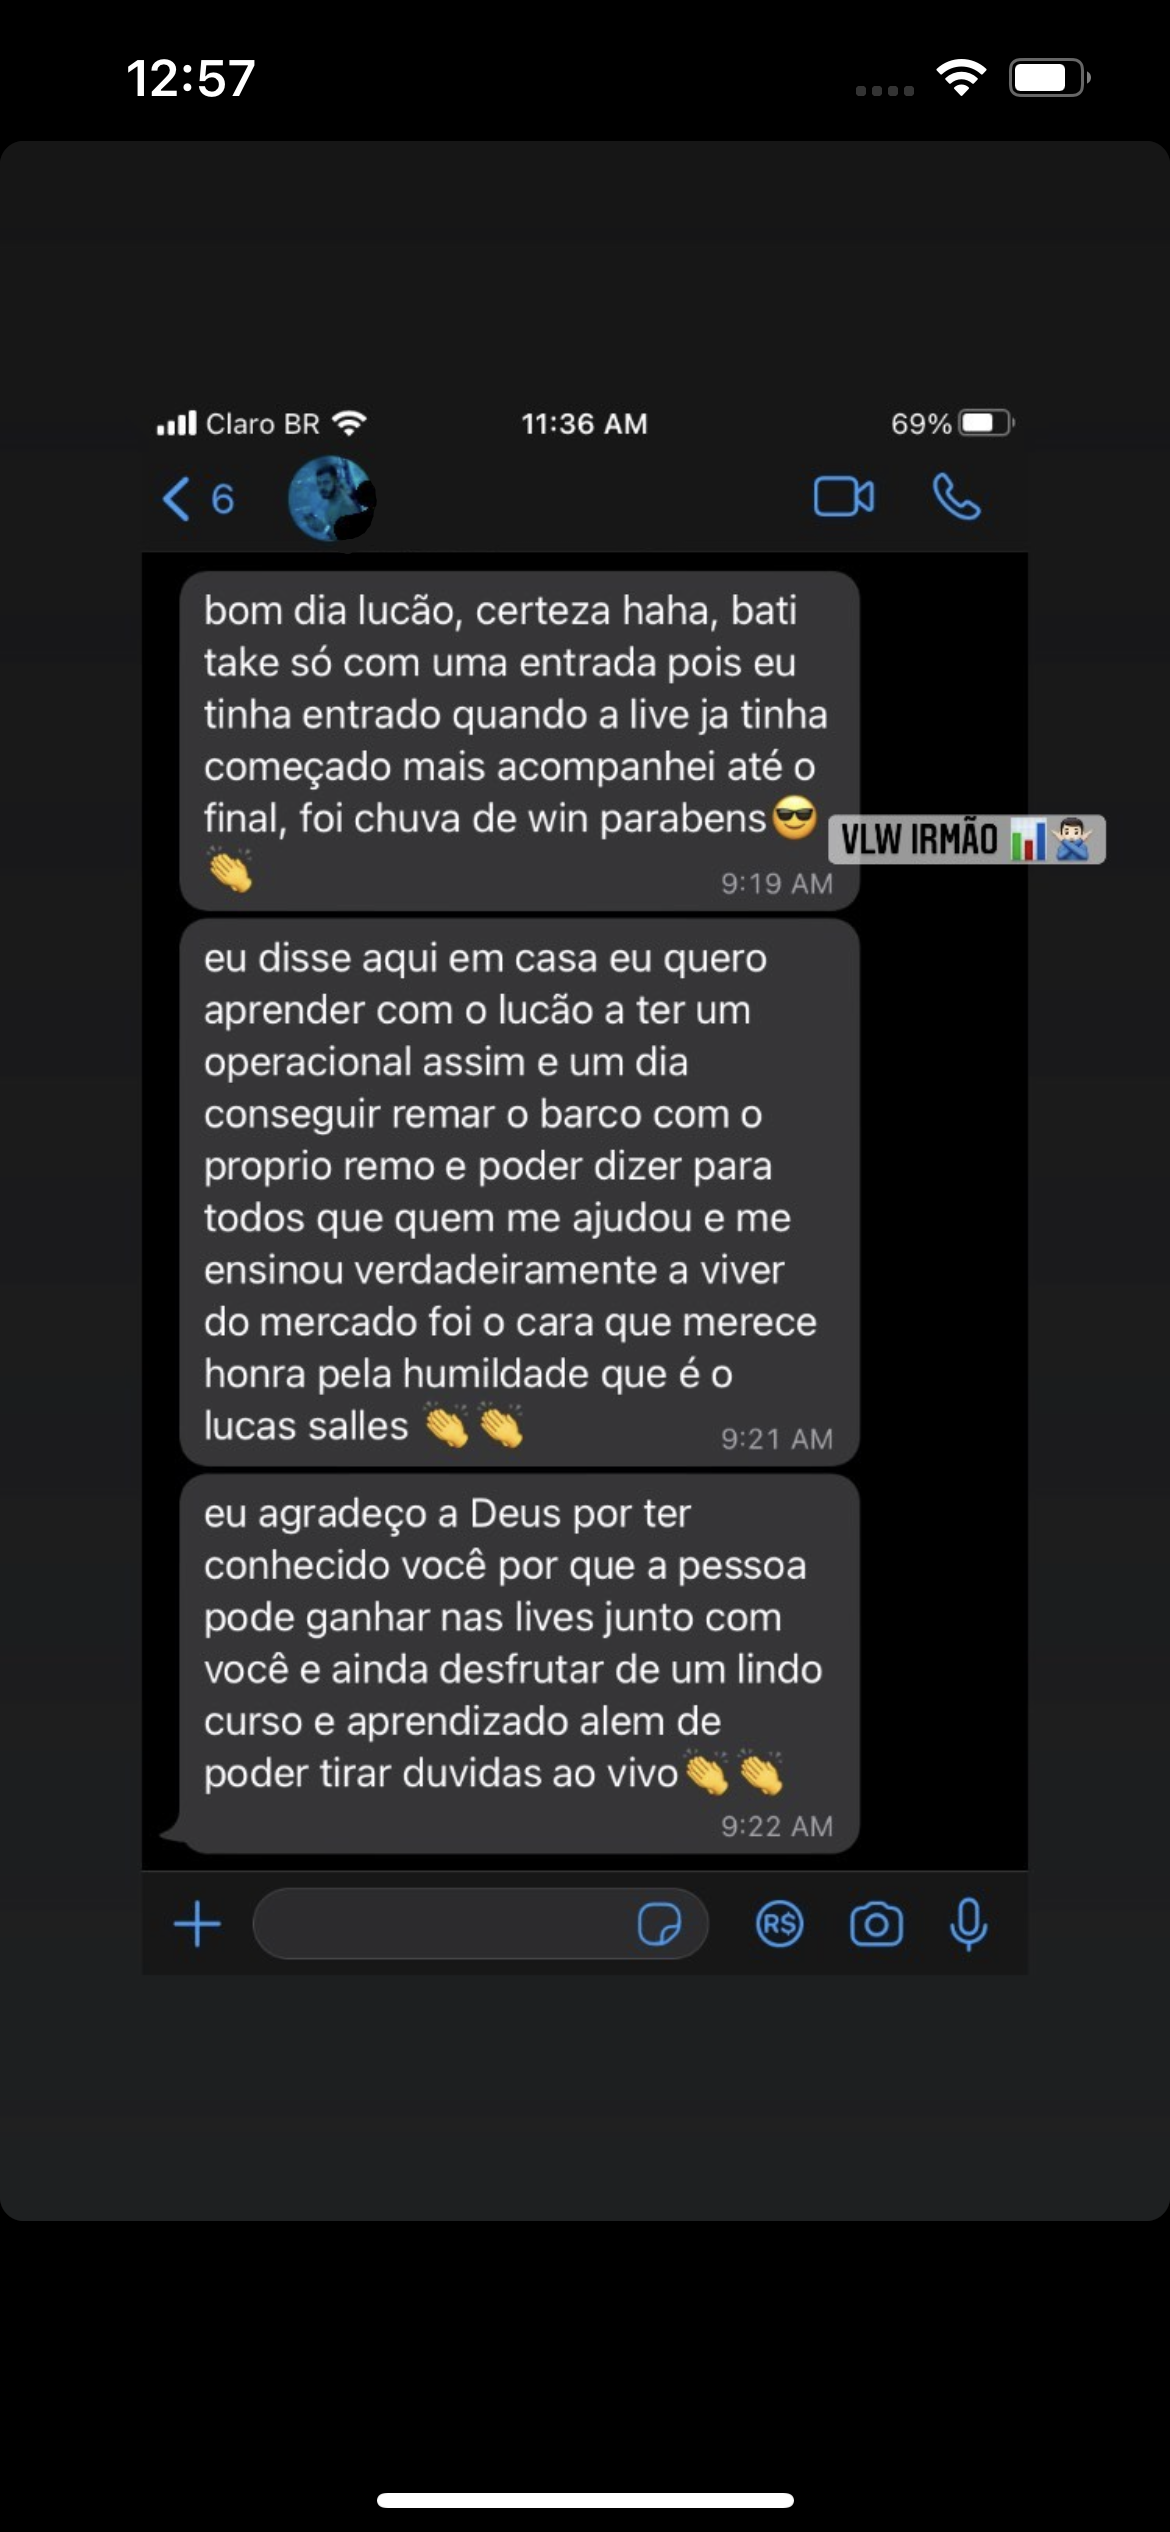 12:57
Claro BR
11:36 AM
69%
6
bom dia lucão, certeza haha, bati
take só com uma entrada pois eu
tinha entrado quando a live ja tinha
começado mais acompanhei até o
final, foi chuva de win parabens😎
👏
9:19 AM
VLW IRMÃO 📊🙅🏻‍♂️
eu disse aqui em casa eu quero
aprender com o lucão a ter um
operacional assim e um dia
conseguir remar o barco com o
proprio remo e poder dizer para
todos que quem me ajudou e me
ensinou verdadeiramente a viver
do mercado foi o cara que merece
honra pela humildade que é o
lucas salles 👏👏
9:21 AM
eu agradeço a Deus por ter
conhecido você por que a pessoa
pode ganhar nas lives junto com
você e ainda desfrutar de um lindo
curso e aprendizado alem de
poder tirar duvidas ao vivo👏👏
9:22 AM
R$